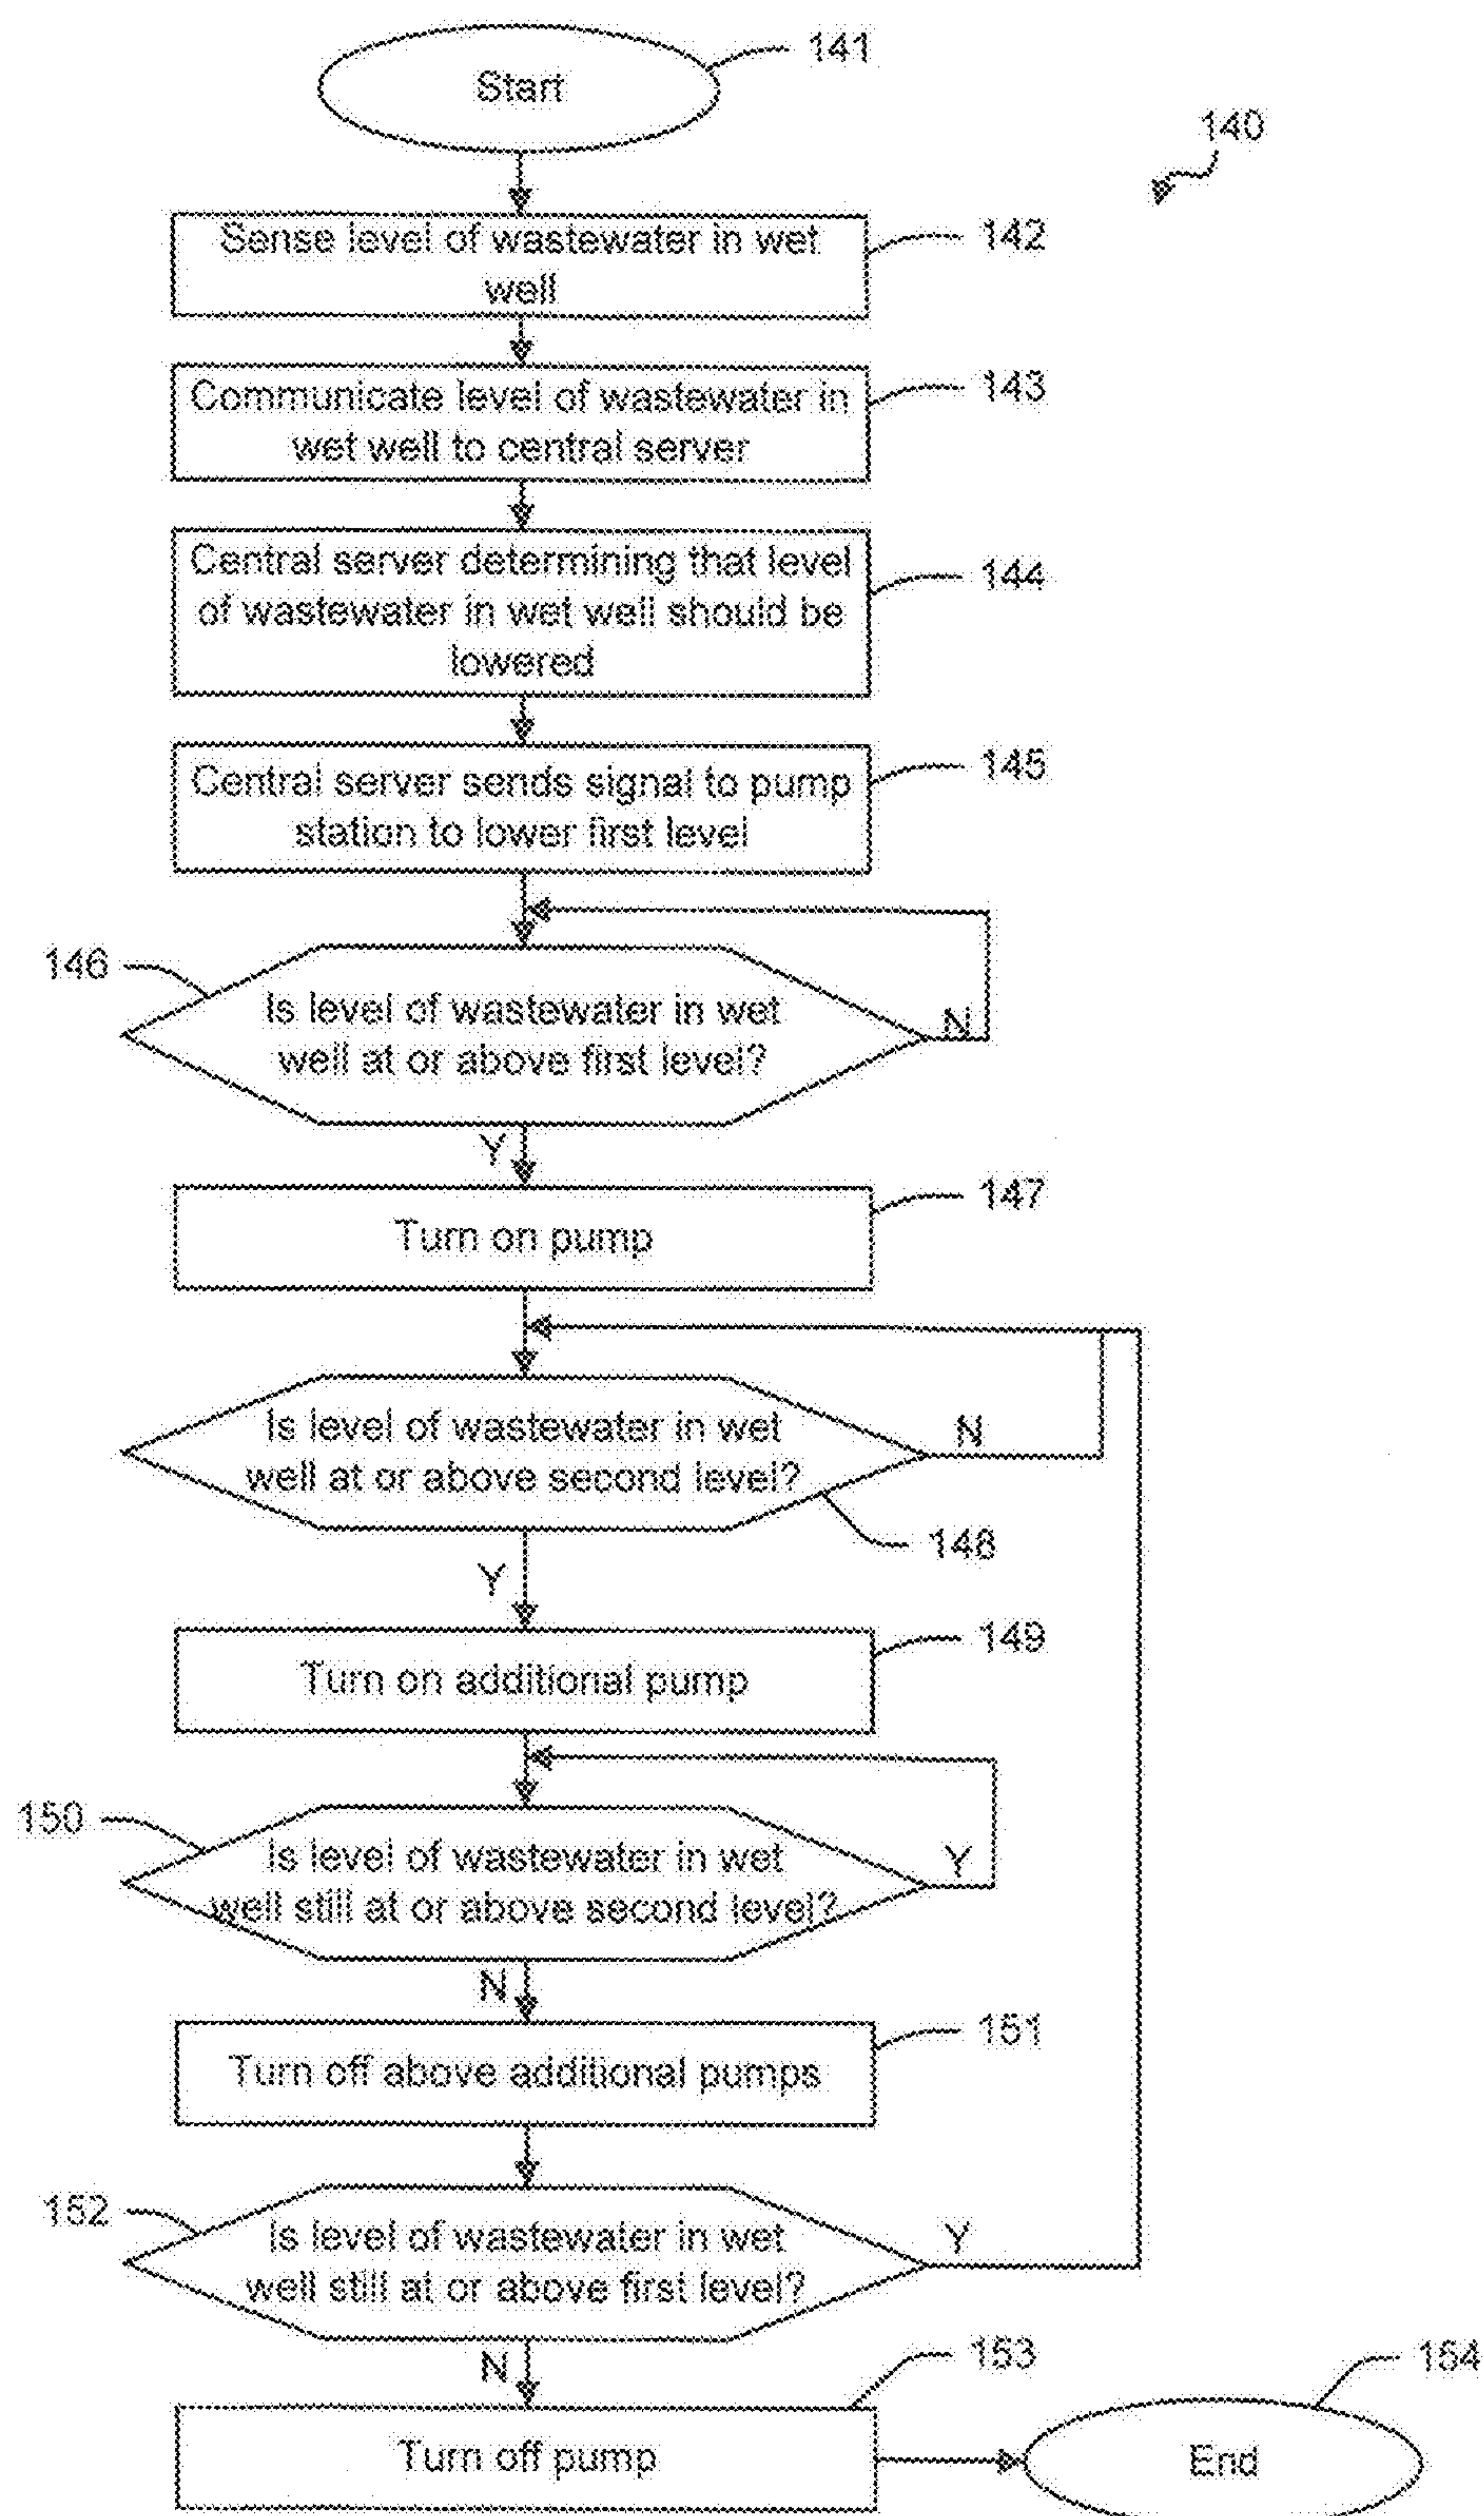 Start
141
140
Sense level of wastewater in wet
well
142
Communicate level of wastewater in
wet well to central server
143
Central server determining that level
of wastewater in wet well should be
lowered
144
Central server sends signal to pump
station to lower first level
145
146
Is level of wastewater in wet
well at or above first level?
N
Y
Turn on pump
147
Is level of wastewater in wet
well at or above second level?
N
148
Y
Turn on additional pump
149
150
Is level of wastewater in wet
well still at or above second level?
Y
N
Turn off above additional pumps
151
152
Is level of wastewater in wet
well still at or above first level?
Y
N
153
Turn off pump
154
End